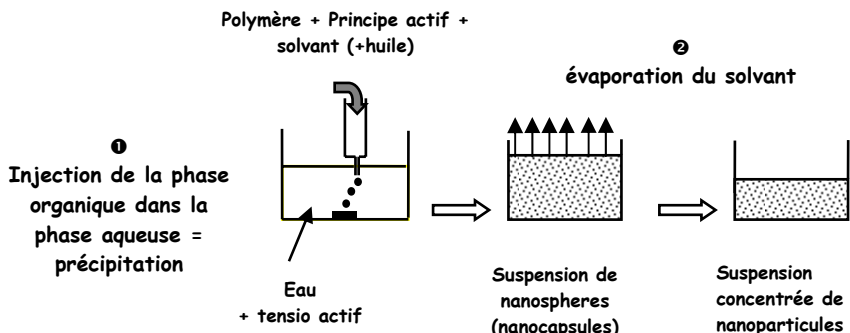 Polymère + Principe actif +
solvant (+huile)
❷
évaporation du solvant
❶
Injection de la phase
organique dans la
phase aqueuse =
précipitation
Eau
+ tensio actif
Suspension de
nanospheres
(nanocapsules)
Suspension
concentrée de
nanoparticules